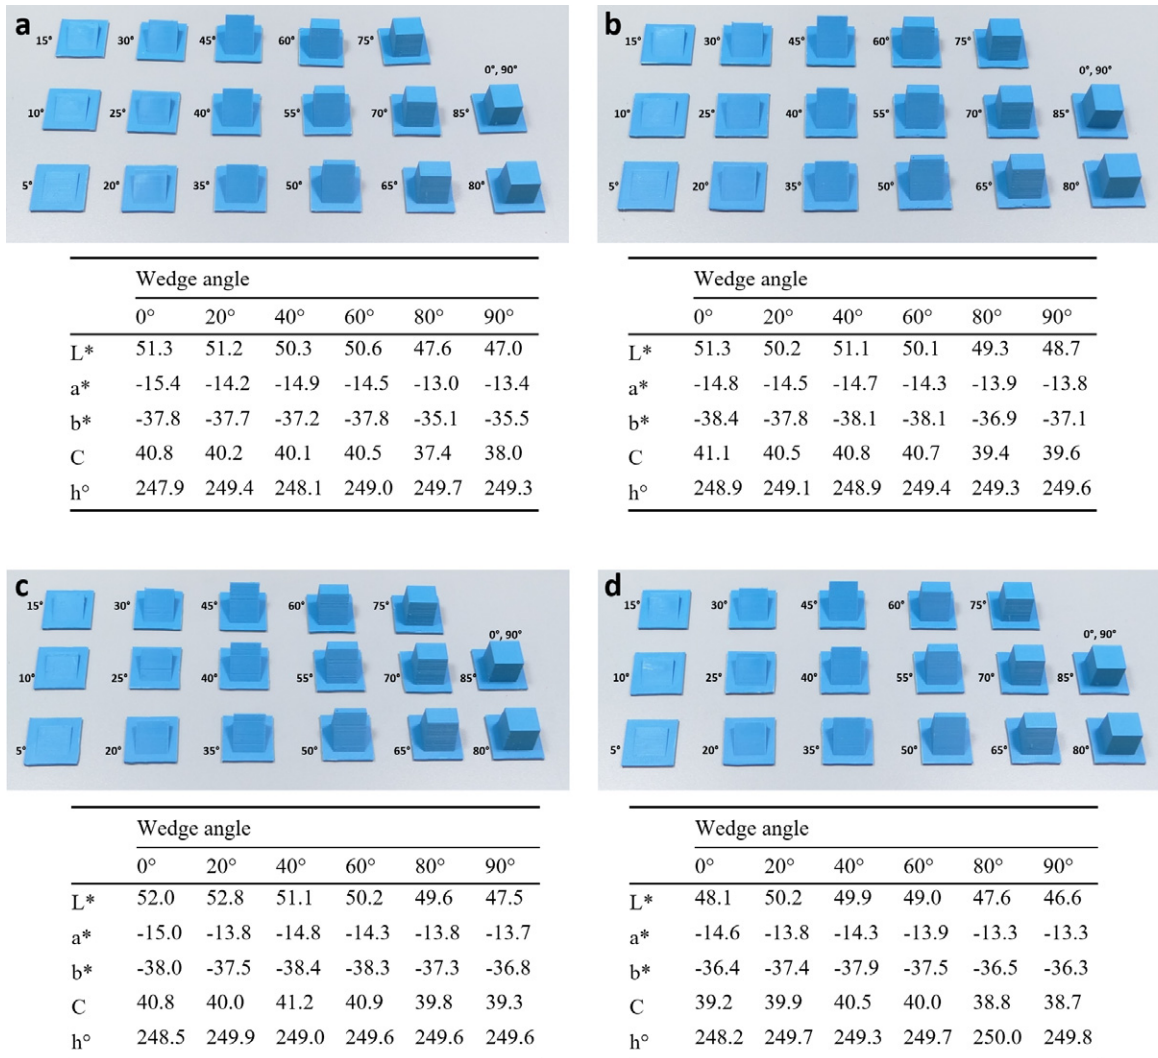 a
15° 30° 45° 60° 75°
0°, 90°
10° 25° 40° 55° 70° 85°
5° 20° 35° 50° 65° 80°
Wedge angle
0° 20° 40° 60° 80° 90°
L* 51.3 51.2 50.3 50.6 47.6 47.0
a* -15.4 -14.2 -14.9 -14.5 -13.0 -13.4
b* -37.8 -37.7 -37.2 -37.8 -35.1 -35.5
C 40.8 40.2 40.1 40.5 37.4 38.0
h° 247.9 249.4 248.1 249.0 249.7 249.3
b
15° 30° 45° 60° 75°
0°, 90°
10° 25° 40° 55° 70° 85°
5° 20° 35° 50° 65° 80°
Wedge angle
0° 20° 40° 60° 80° 90°
L* 51.3 50.2 51.1 50.1 49.3 48.7
a* -14.8 -14.5 -14.7 -14.3 -13.9 -13.8
b* -38.4 -37.8 -38.1 -38.1 -36.9 -37.1
C 41.1 40.5 40.8 40.7 39.4 39.6
h° 248.9 249.1 248.9 249.4 249.3 249.6
c
15° 30° 45° 60° 75°
0°, 90°
10° 25° 40° 55° 70° 85°
5° 20° 35° 50° 65° 80°
Wedge angle
0° 20° 40° 60° 80° 90°
L* 52.0 52.8 51.1 50.2 49.6 47.5
a* -15.0 -13.8 -14.8 -14.3 -13.8 -13.7
b* -38.0 -37.5 -38.4 -38.3 -37.3 -36.8
C 40.8 40.0 41.2 40.9 39.8 39.3
h° 248.5 249.9 249.0 249.6 249.6 249.6
d
15° 30° 45° 60° 75°
0°, 90°
10° 25° 40° 55° 70° 85°
5° 20° 35° 50° 65° 80°
Wedge angle
0° 20° 40° 60° 80° 90°
L* 48.1 50.2 49.9 49.0 47.6 46.6
a* -14.6 -13.8 -14.3 -13.9 -13.3 -13.3
b* -36.4 -37.4 -37.9 -37.5 -36.5 -36.3
C 39.2 39.9 40.5 40.0 38.8 38.7
h° 248.2 249.7 249.3 249.7 250.0 249.8